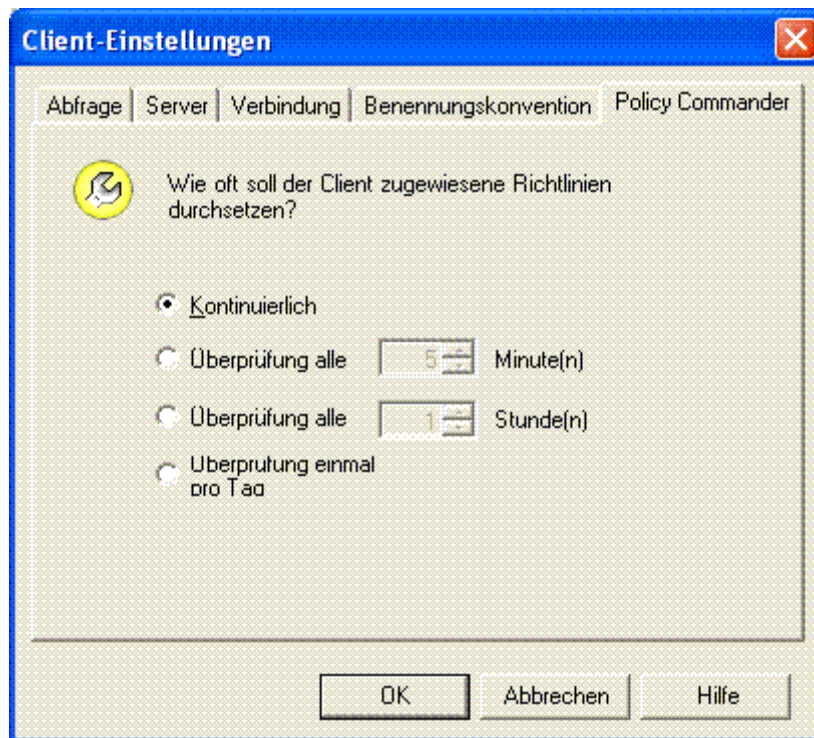 Client-Einstellungen
Abfrage Server Verbindung Benennungskonvention Policy Commander
Wie oft soll der Client zugewiesene Richtlinien
durchsetzen?
Kontinuierlich
Überprüfung alle 5 Minute(n)
Überprüfung alle 1 Stunde(n)
Überprüfung einmal
pro Tag
OK Abbrechen Hilfe